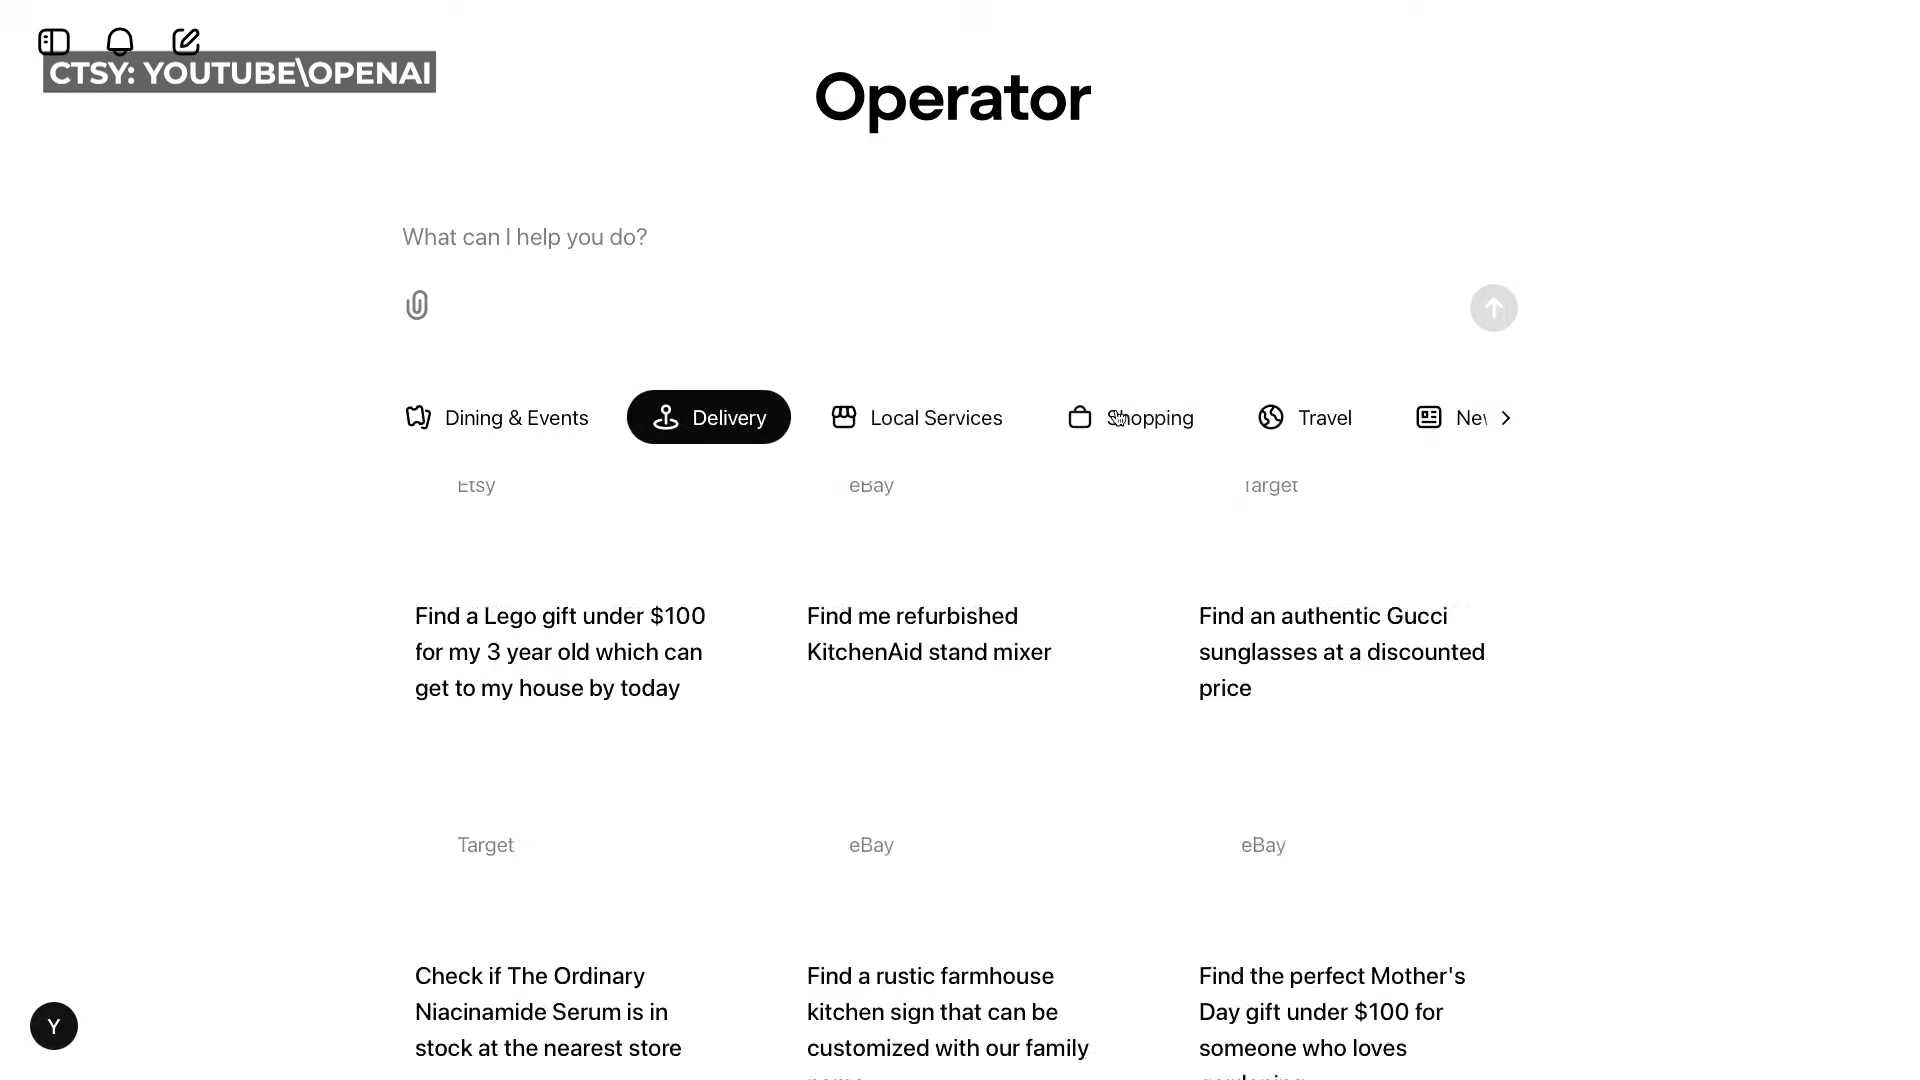 CTSY: YOUTUBE\OPENAI
Operator
What can I help you do?
Dining & Events
Delivery
Local Services
Shopping
Travel
Etsy
eBay
Target
Find a Lego gift under $100
for my 3 year old which can
get to my house by today
Find me refurbished
KitchenAid stand mixer
Find an authentic Gucci
sunglasses at a discounted
price
Target
eBay
eBay
Check if The Ordinary
Niacinamide Serum is in
stock at the nearest store
Find a rustic farmhouse
kitchen sign that can be
customized with our family
Find the perfect Mother's
Day gift under $100 for
someone who loves
Y